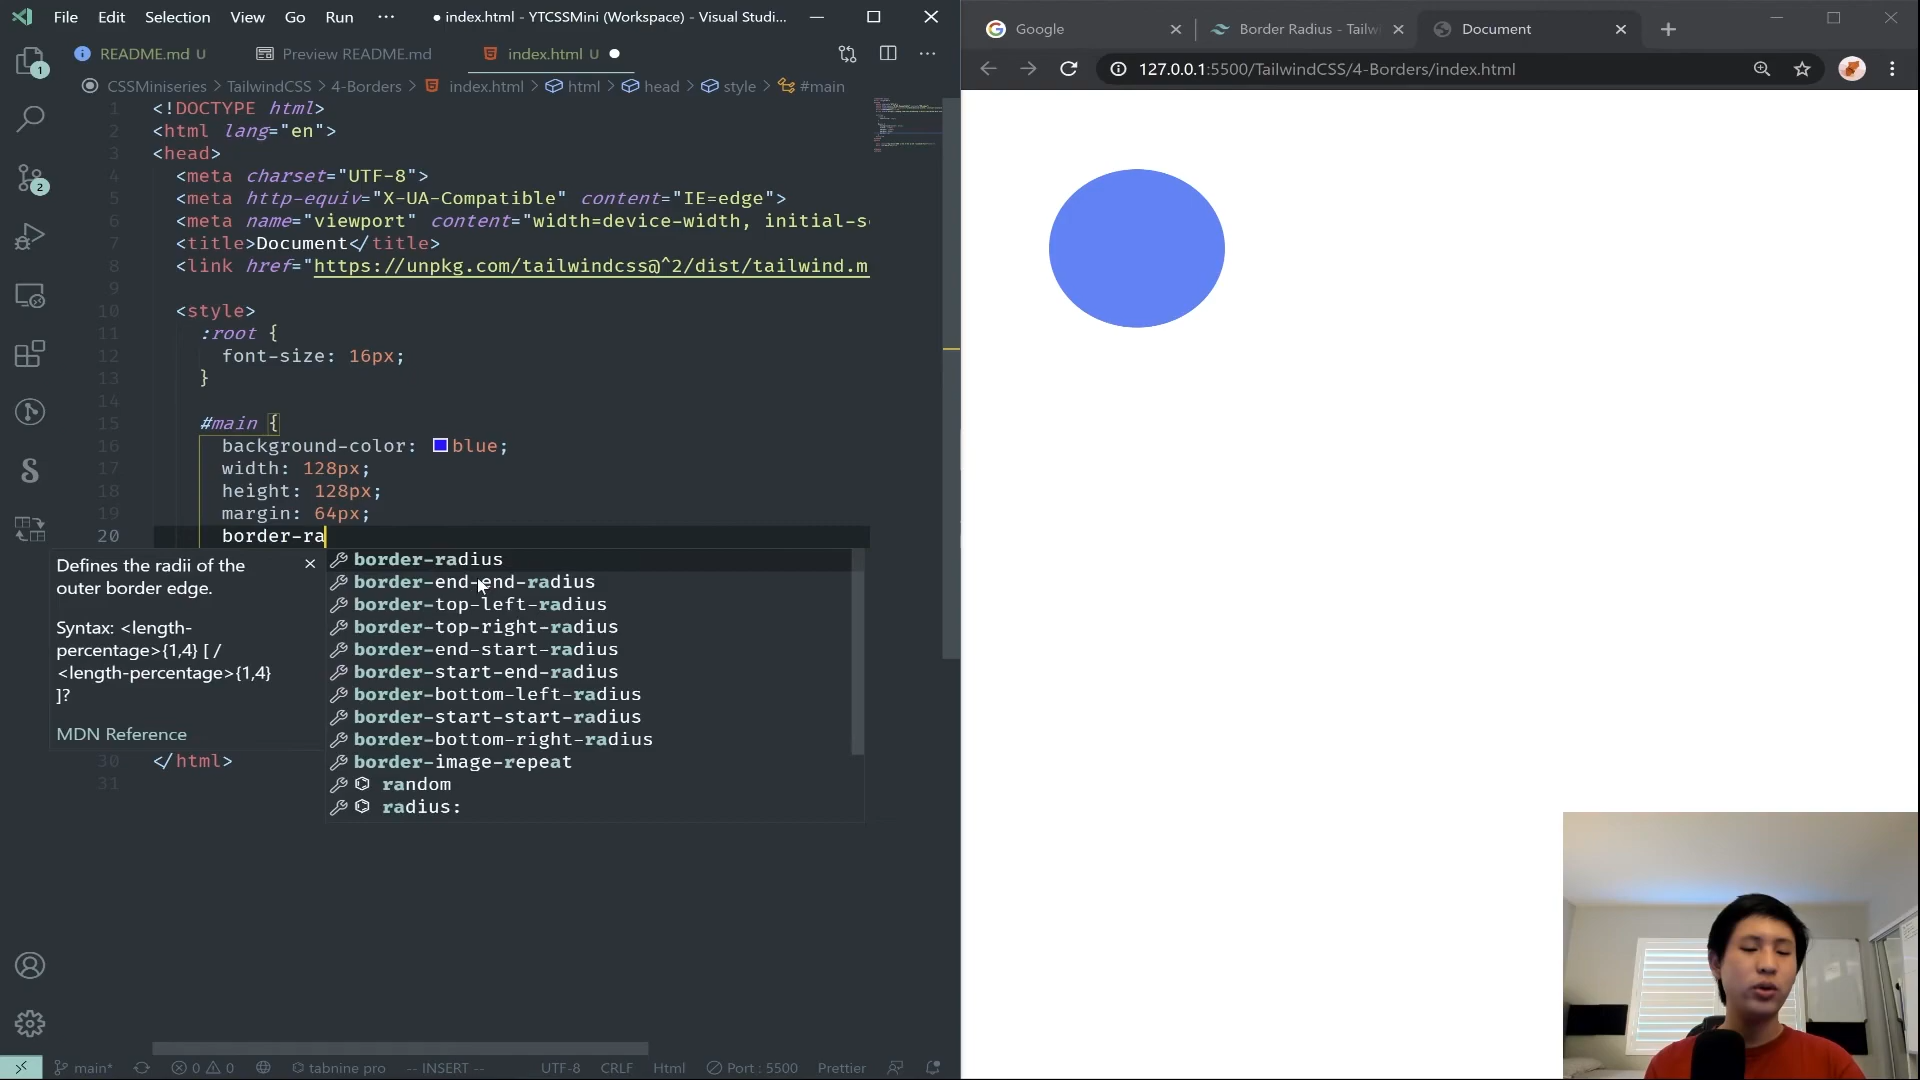 File Edit Selection View Go Run ··· ● index.html - YTCSSMini (Workspace) - Visual Studi...
README.md U Preview README.md index.html U
CSSMiniseries > TailwindCSS > 4-Borders > index.html > html > head > style > #main
1 <!DOCTYPE html>
2 <html lang="en">
3 <head>
4 <meta charset="UTF-8">
5 <meta http-equiv="X-UA-Compatible" content="IE=edge">
6 <meta name="viewport" content="width=device-width, initial-s
7 <title>Document</title>
8 <link href="https://unpkg.com/tailwindcss@^2/dist/tailwind.m
9
10 <style>
11 :root {
12 font-size: 16px;
13 }
14
15 #main {
16 background-color: blue;
17 width: 128px;
18 height: 128px;
19 margin: 64px;
20 border-ra
Defines the radii of the
outer border edge.
Syntax: <length-
percentage>{1,4} [ /
<length-percentage>{1,4}
]?
MDN Reference
border-radius
border-end-end-radius
border-top-left-radius
border-top-right-radius
border-end-start-radius
border-start-end-radius
border-bottom-left-radius
border-start-start-radius
border-bottom-right-radius
border-image-repeat
random
radius:
30 </html>
31
1
2
main* 0 0 tabnine pro -- INSERT -- UTF-8 CRLF Html Port : 5500 Prettier
Google Border Radius - Tailw Document
127.0.0.1:5500/TailwindCSS/4-Borders/index.html